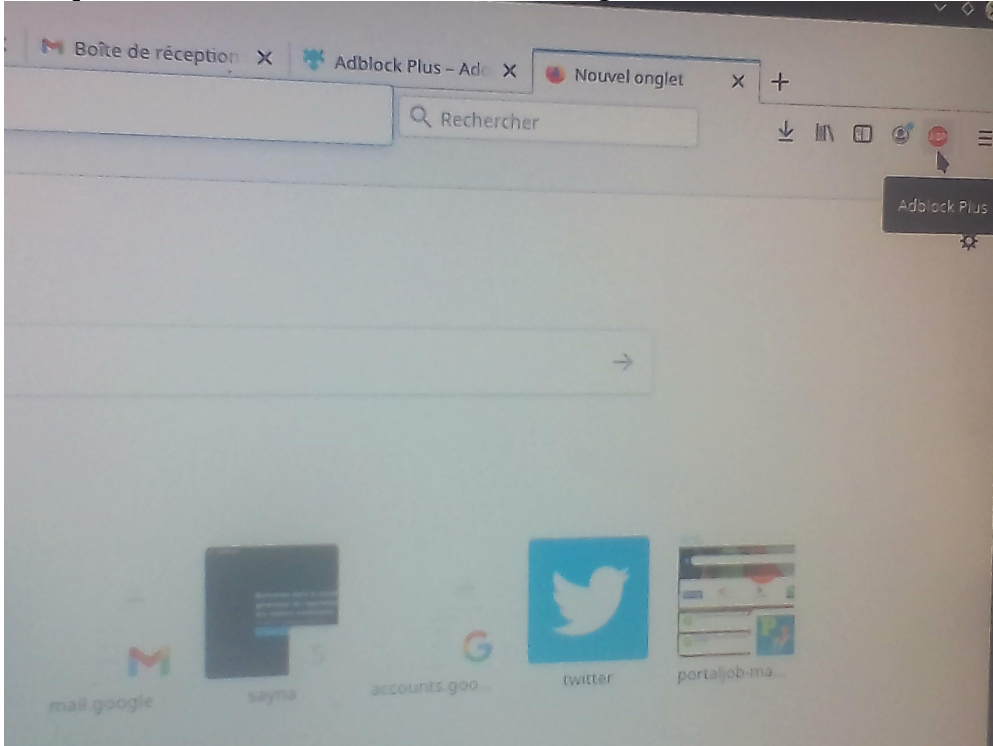 Boîte de réception
Adblock Plus – Ad
Nouvel onglet
Rechercher
Adblock Plus
mail.google
sayna
accounts.goo...
twitter
portaljob-ma...